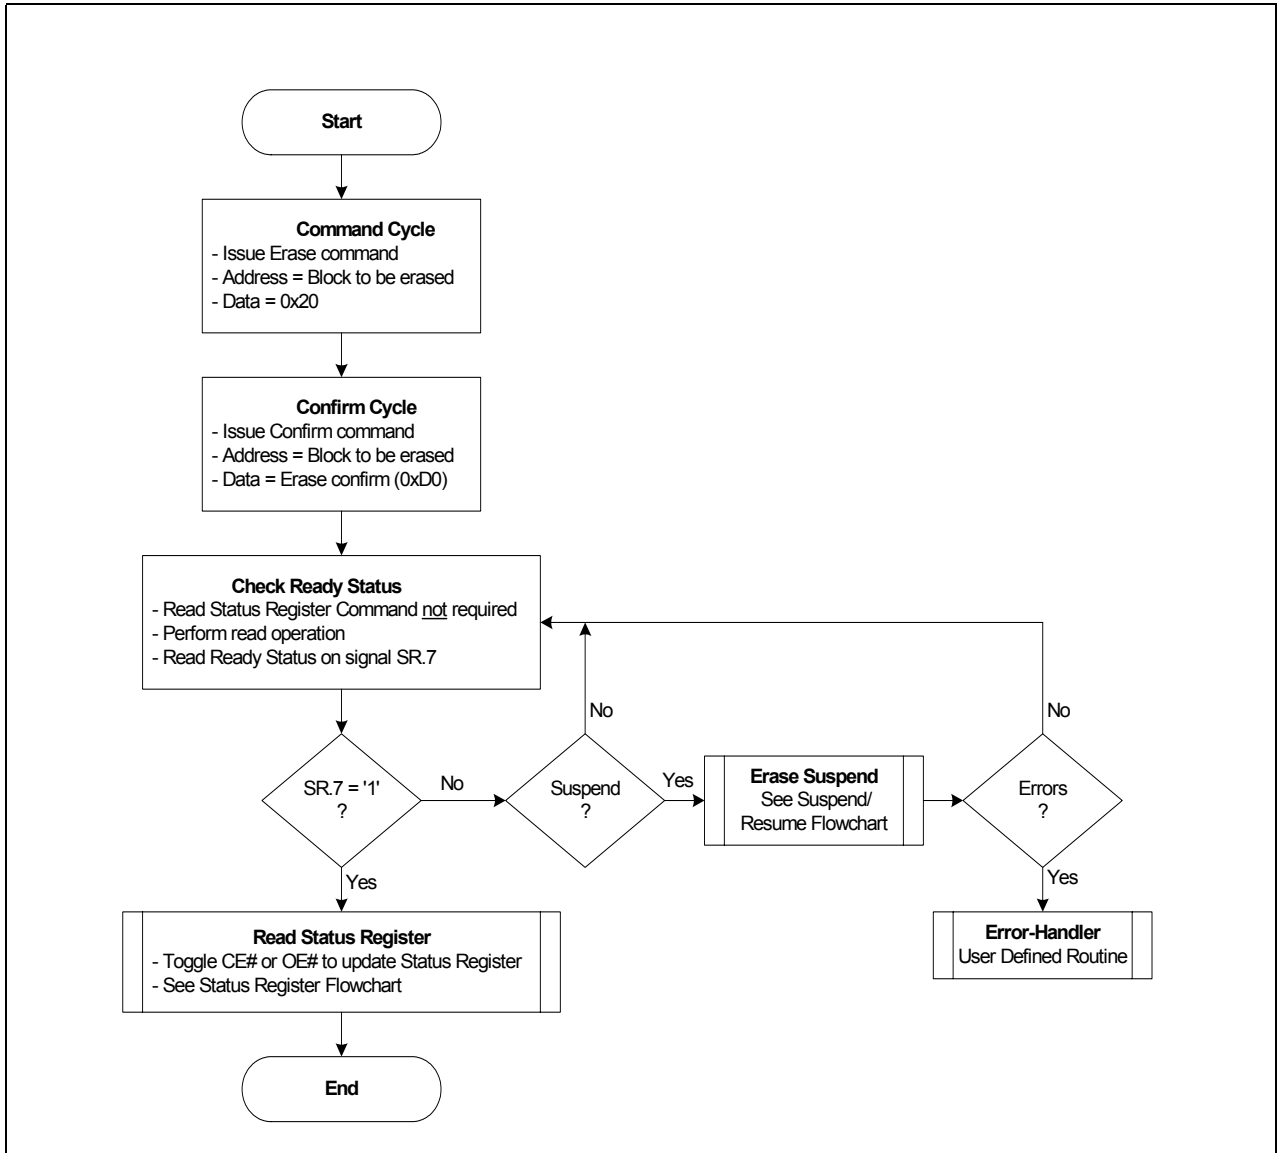 Start
Command Cycle
- Issue Erase command
- Address = Block to be erased
- Data = 0x20
Confirm Cycle
- Issue Confirm command
- Address = Block to be erased
- Data = Erase confirm (0xD0)
Check Ready Status
- Read Status Register Command not required
- Perform read operation
- Read Ready Status on signal SR.7
No
No
SR.7 = '1'
?
No
Suspend
?
Yes
Erase Suspend
See Suspend/
Resume Flowchart
Errors
?
Yes
Yes
Read Status Register
- Toggle CE# or OE# to update Status Register
- See Status Register Flowchart
Error-Handler
User Defined Routine
End